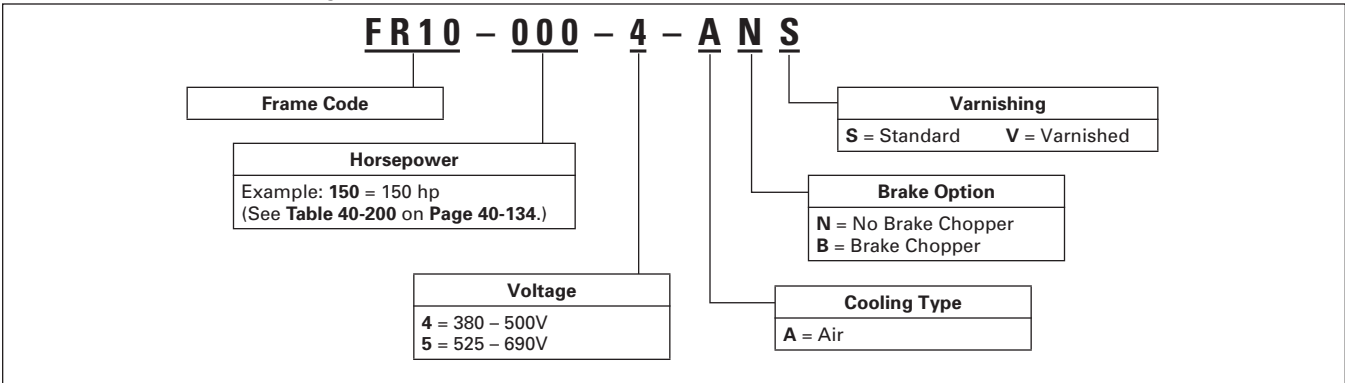 FR10 – 000 – 4 – A N S
Frame Code
Horsepower
Example: 150 = 150 hp
(See Table 40-200 on Page 40-134.)
Voltage
4 = 380 – 500V
5 = 525 – 690V
Varnishing
S = Standard V = Varnished
Brake Option
N = No Brake Chopper
B = Brake Chopper
Cooling Type
A = Air